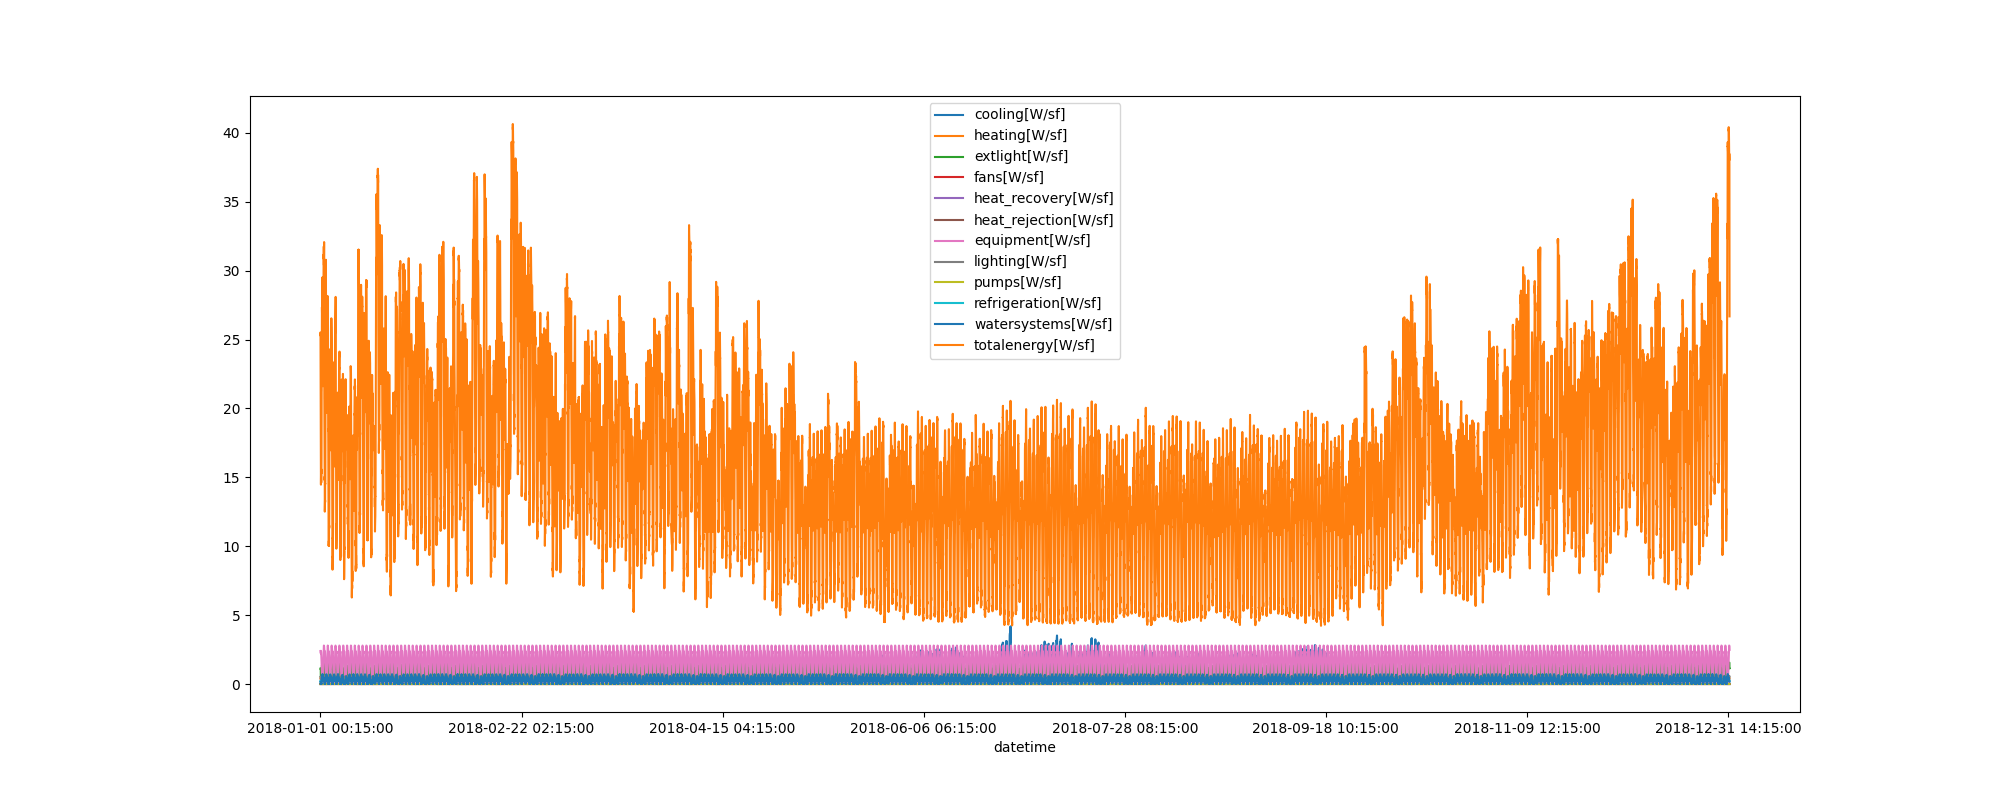 40
35
30
25
20
15
10
5
0
cooling[W/sf]
heating[W/sf]
extlight[W/sf]
fans[W/sf]
heat_recovery[W/sf]
heat_rejection[W/sf]
equipment[W/sf]
lighting[W/sf]
pumps[W/sf]
refrigeration[W/sf]
watersystems[W/sf]
totalenergy[W/sf]
2018-01-01 00:15:00 2018-02-22 02:15:00 2018-04-15 04:15:00 2018-06-06 06:15:00 2018-07-28 08:15:00 2018-09-18 10:15:00 2018-11-09 12:15:00 2018-12-31 14:15:00
datetime